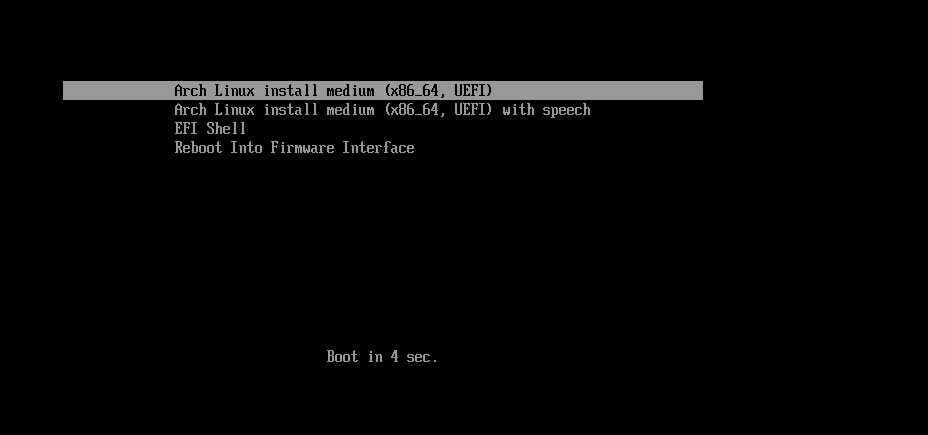 Arch Linux install medium (x86_64, UEFI)
Arch Linux install medium (x86_64, UEFI) with speech
EFI Shell
Reboot Into Firmware Interface
Boot in 4 sec.